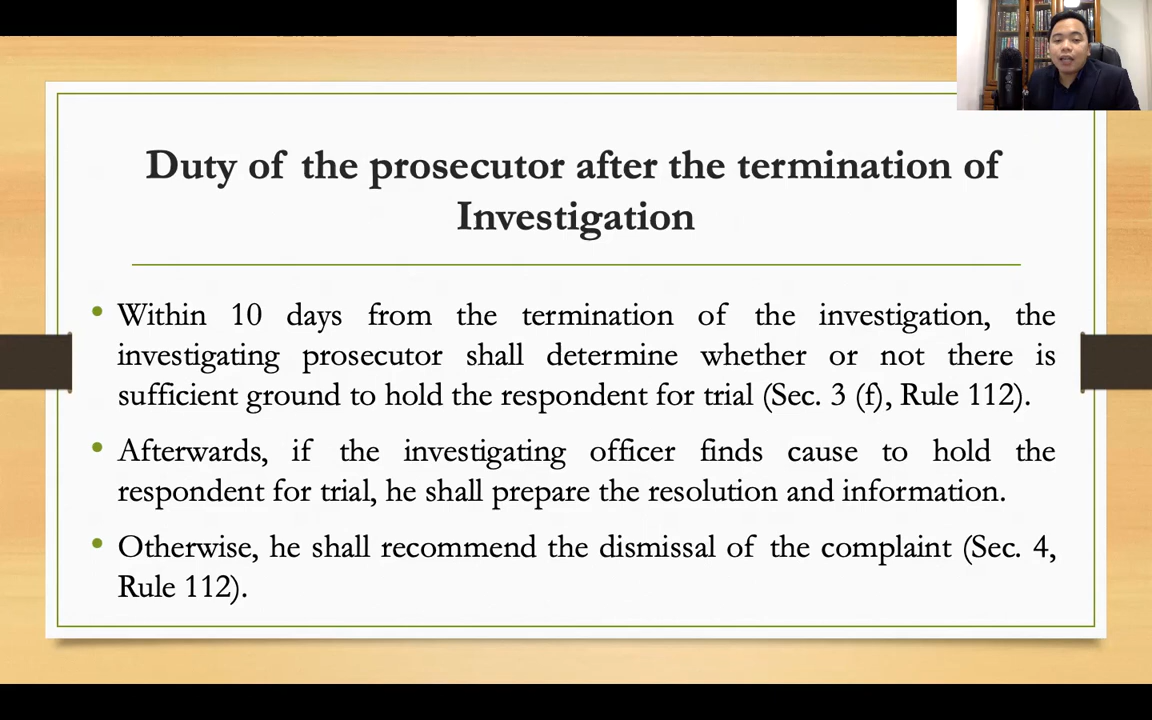 Duty of the prosecutor after the termination of
Investigation
• Within 10 days from the termination of the investigation, the
investigating prosecutor shall determine whether or not there is
sufficient ground to hold the respondent for trial (Sec. 3 (f), Rule 112).
• Afterwards, if the investigating officer finds cause to hold the
respondent for trial, he shall prepare the resolution and information.
• Otherwise, he shall recommend the dismissal of the complaint (Sec. 4,
Rule 112).